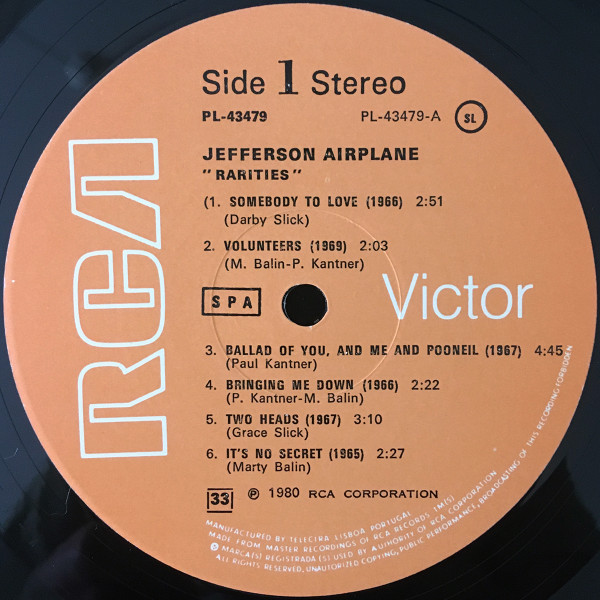 Side 1 Stereo
PL-43479 PL-43479-A SL
JEFFERSON AIRPLANE
"RARITIES"
(1. SOMEBODY TO LOVE (1966) 2:51
(Darby Slick)
2. VOLUNTEERS (1969) 2:03
(M. Balin-P. Kantner)
SPA
RCA Victor
3. BALLAD OF YOU, AND ME AND POONEIL (1967) 4:45
(Paul Kantner)
4. BRINGING ME DOWN (1966) 2:22
(P. Kantner-M. Balin)
5. TWO HEADS (1967) 3:10
(Grace Slick)
6. IT'S NO SECRET (1965) 2:27
(Marty Balin)
33 ℗ 1980 RCA CORPORATION
MANUFACTURED BY TELECTRA LISBOA PORTUGAL
MADE FROM MASTER RECORDINGS OF RCA RECORDS TM(S)
® MARCA(S) REGISTRADA(S) USED BY AUTHORITY OF RCA CORPORATION
ALL RIGHTS RESERVED, UNAUTHORIZED COPYING, PUBLIC PERFORMANCE, BROADCASTING OF THIS RECORDING FORBIDDEN